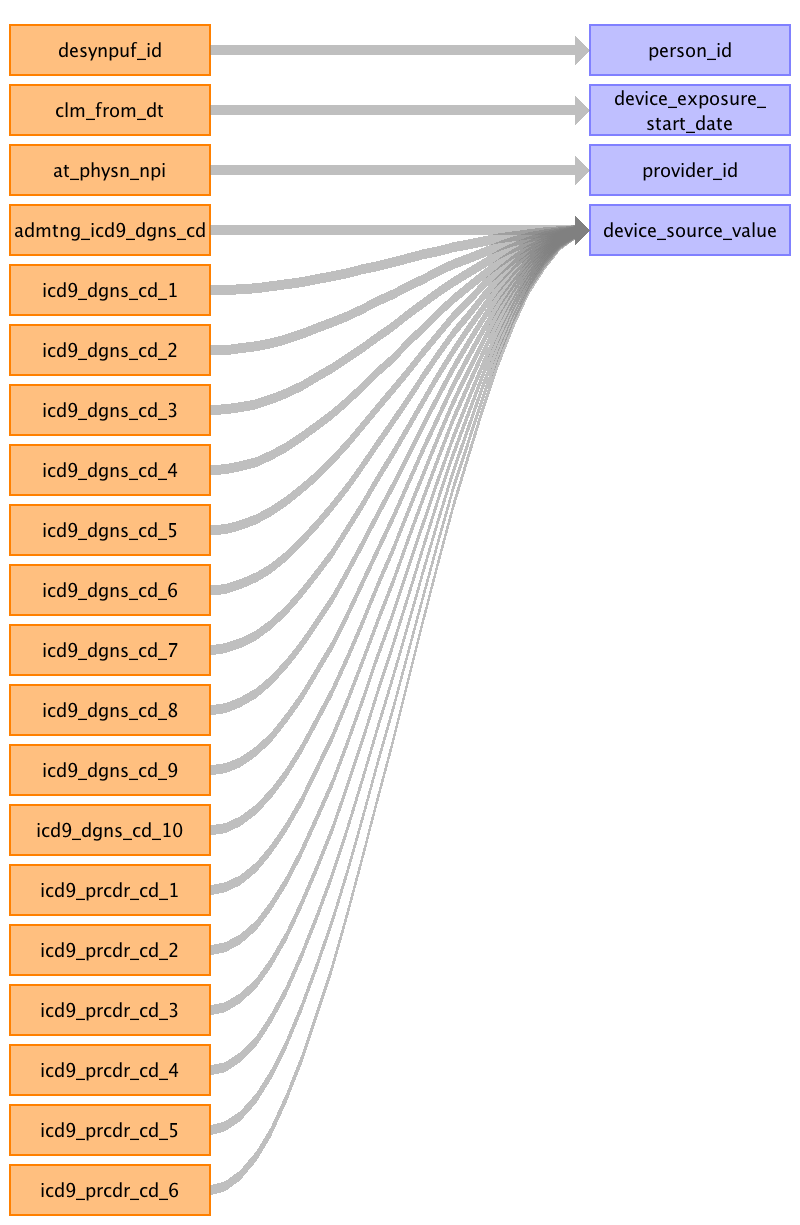 desynpuf_id
person_id
clm_from_dt
device_exposure_
start_date
at_physn_npi
provider_id
admtng_icd9_dgns_cd
device_source_value
icd9_dgns_cd_1
icd9_dgns_cd_2
icd9_dgns_cd_3
icd9_dgns_cd_4
icd9_dgns_cd_5
icd9_dgns_cd_6
icd9_dgns_cd_7
icd9_dgns_cd_8
icd9_dgns_cd_9
icd9_dgns_cd_10
icd9_prcdr_cd_1
icd9_prcdr_cd_2
icd9_prcdr_cd_3
icd9_prcdr_cd_4
icd9_prcdr_cd_5
icd9_prcdr_cd_6